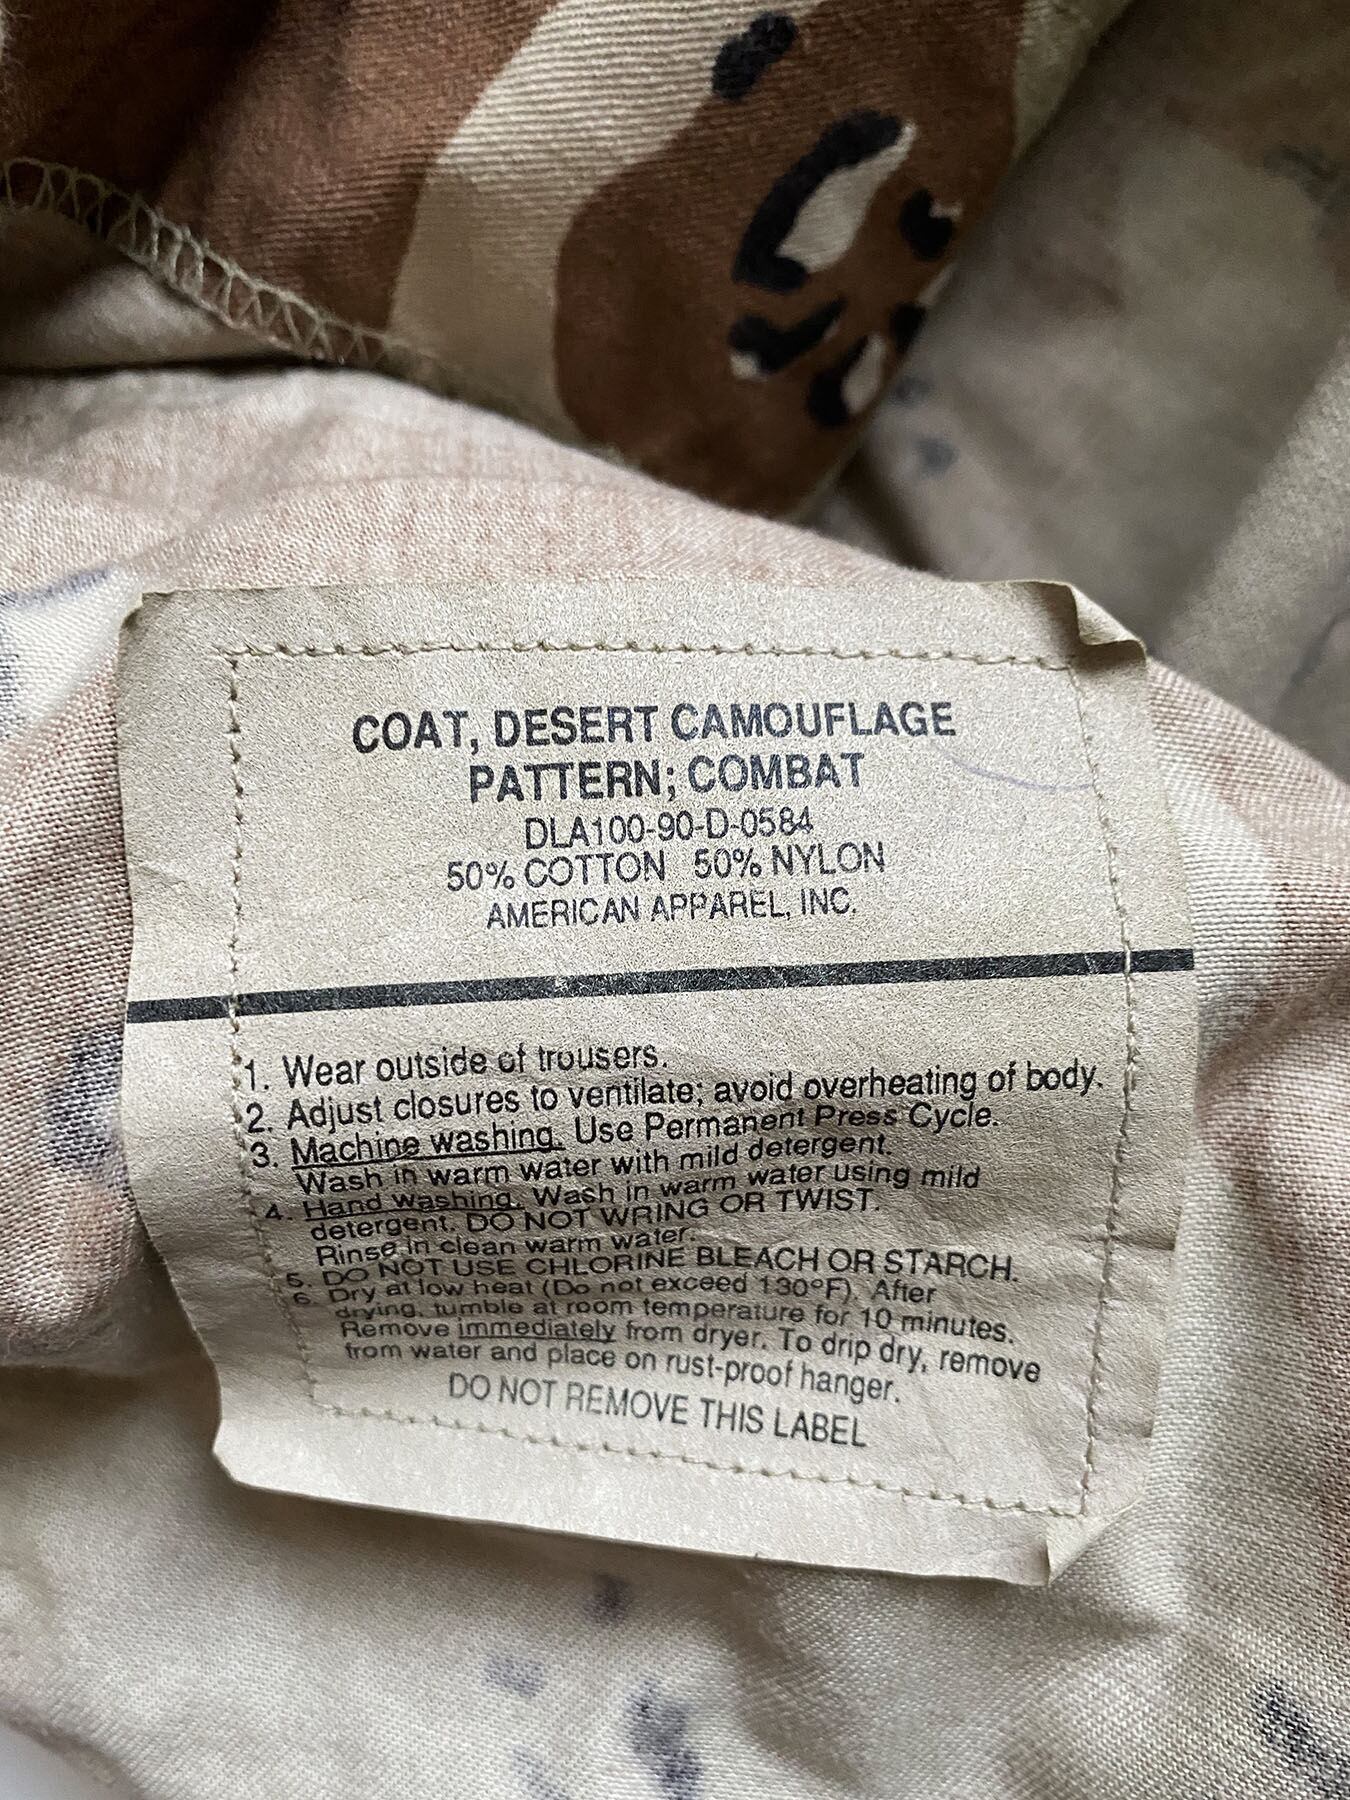 COAT, DESERT CAMOUFLAGE
PATTERN; COMBAT
DLA100-90-D-0584
50% COTTON 50% NYLON
AMERICAN APPAREL, INC.
1. Wear outside of trousers.
2. Adjust closures to ventilate; avoid overheating of body.
3. Machine washing. Use Permanent Press Cycle.
Wash in warm water with mild detergent.
4. Hand washing. Wash in warm water using mild
detergent. DO NOT WRING OR TWIST.
Rinse in clean warm water.
5. DO NOT USE CHLORINE BLEACH OR STARCH.
6. Dry at low heat (Do not exceed 130°F). After
drying, tumble at room temperature for 10 minutes.
Remove immediately from dryer. To drip dry, remove
from water and place on rust-proof hanger.
DO NOT REMOVE THIS LABEL